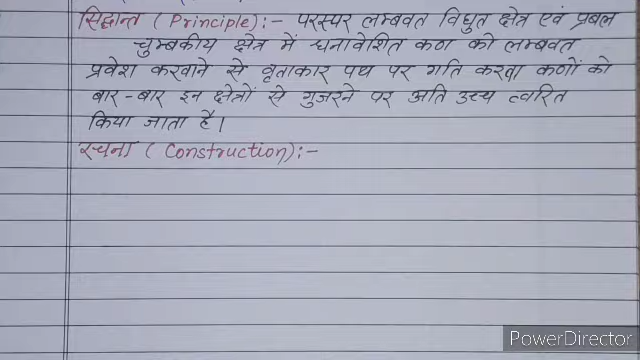 सिद्धान्त ( Principle):- परस्पर लम्बवत विधुत क्षेत्र एवं प्रबल
चुम्बकीय क्षेत्र में धनावेशित कण को लम्बवत
प्रवेश करवाने से वृताकार पथ पर गति करवा कणों को
बार-बार इन क्षेत्रों से गुजरने पर अति उच्च त्वरित
किया जाता है।
रचना ( Construction):-
PowerDirector